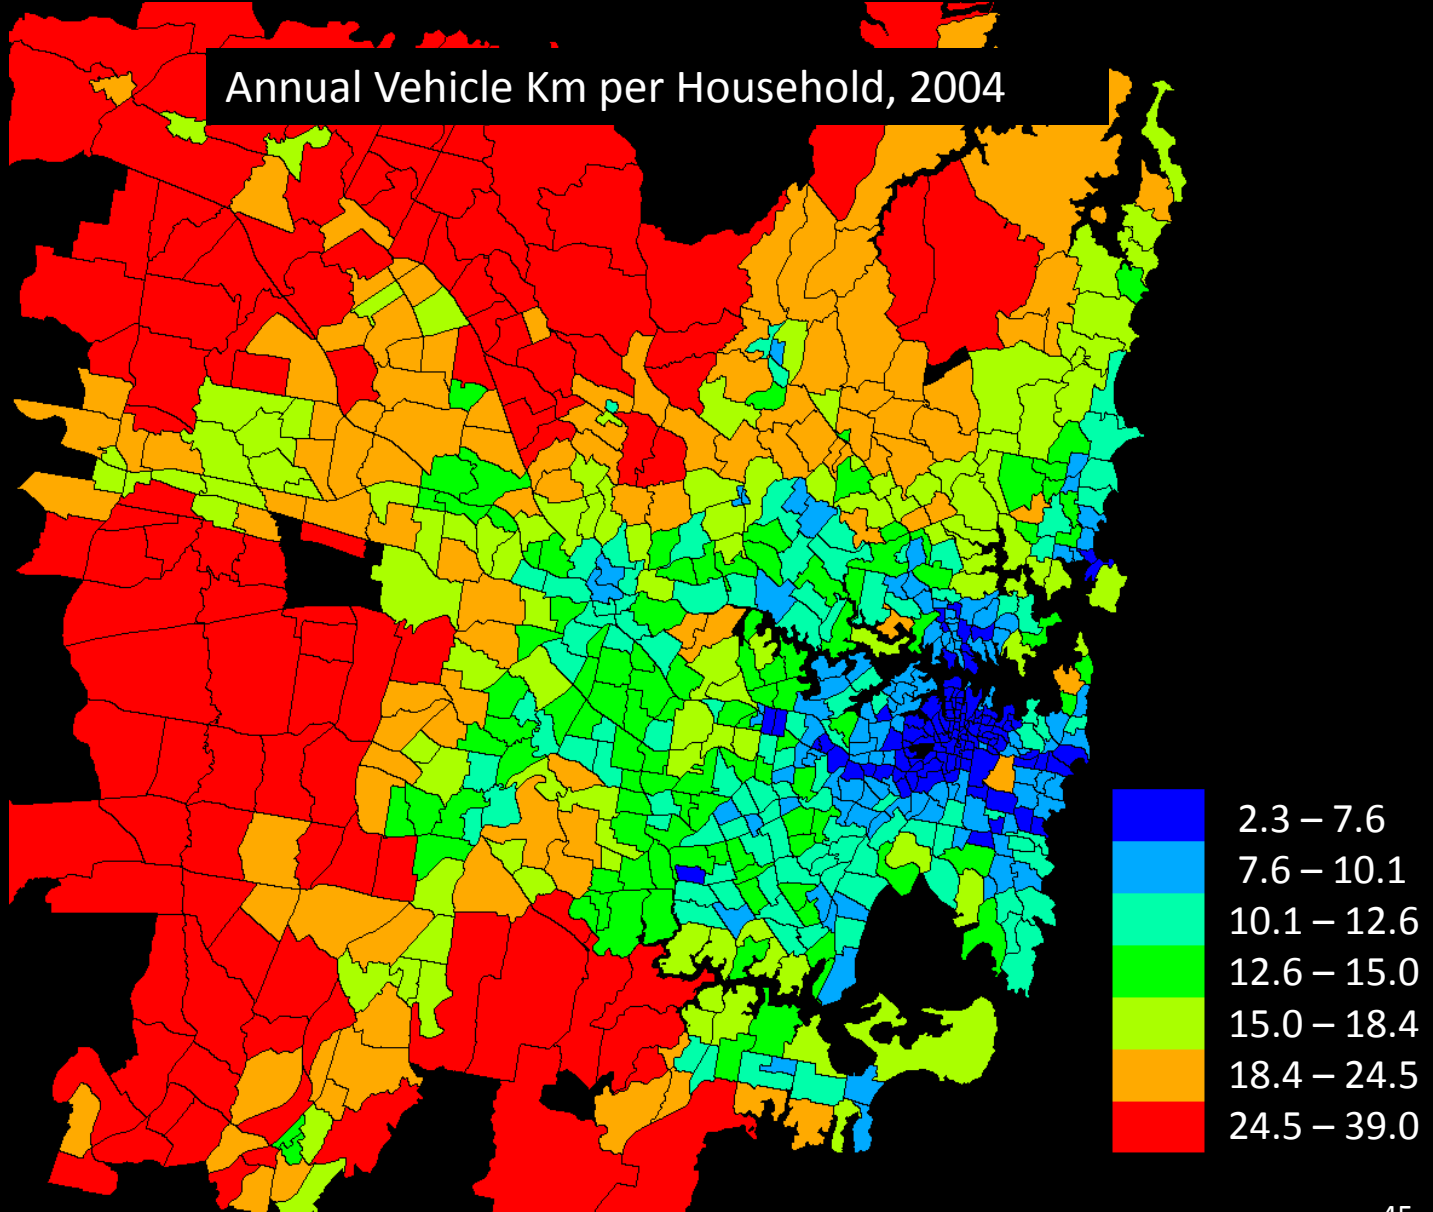 Annual Vehicle Km per Household, 2004
2.3 – 7.6
7.6 – 10.1
10.1 – 12.6
12.6 – 15.0
15.0 – 18.4
18.4 – 24.5
24.5 – 39.0